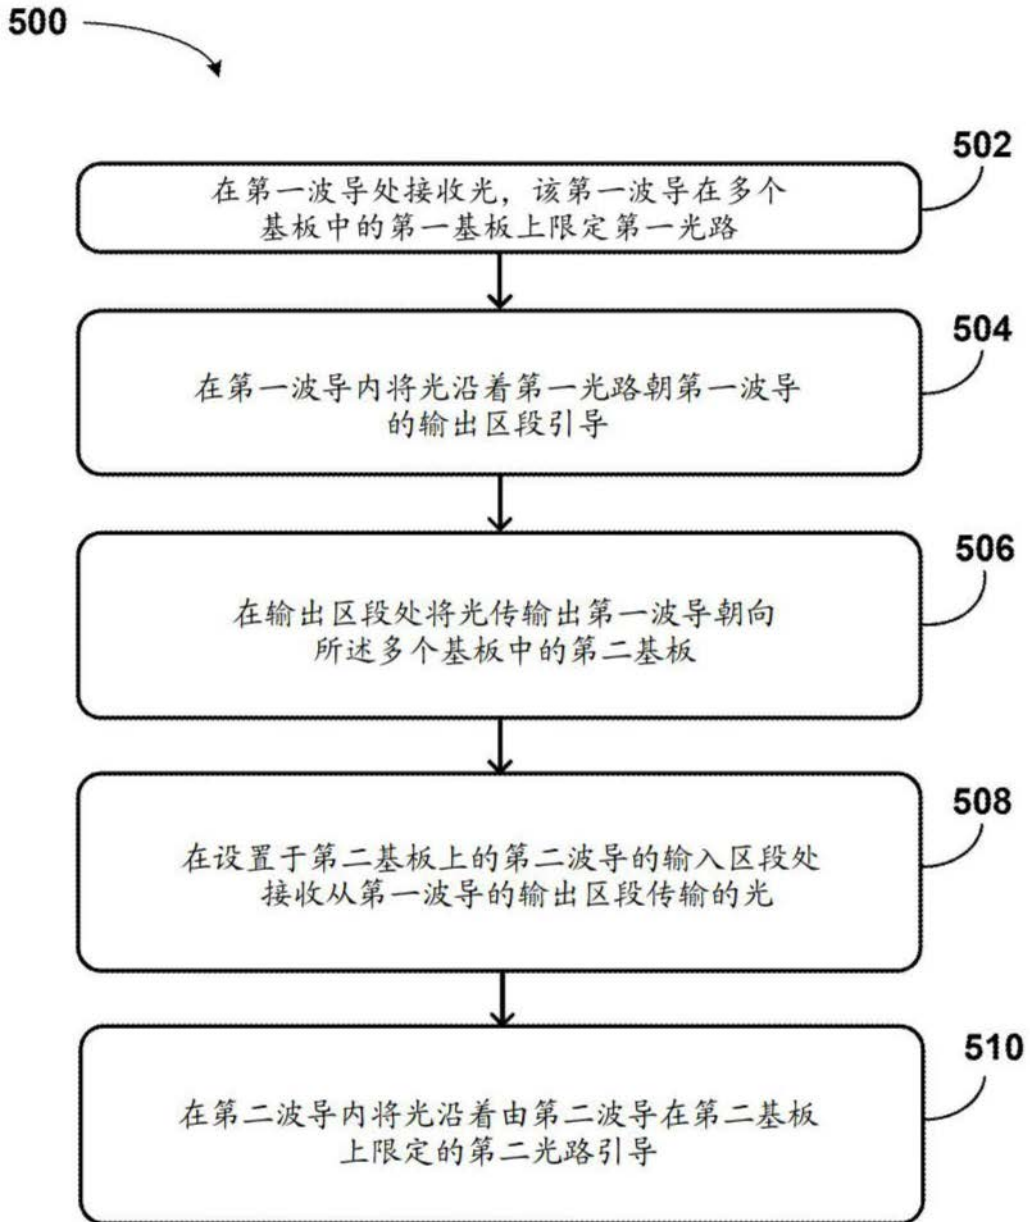 500
502
在第一波导处接收光，该第一波导在多个
基板中的第一基板上限定第一光路
504
在第一波导内将光沿着第一光路朝第一波导
的输出区段引导
506
在输出区段处将光传输出第一波导朝向
所述多个基板中的第二基板
508
在设置于第二基板上的第二波导的输入区段处
接收从第一波导的输出区段传输的光
510
在第二波导内将光沿着由第二波导在第二基板
上限定的第二光路引导